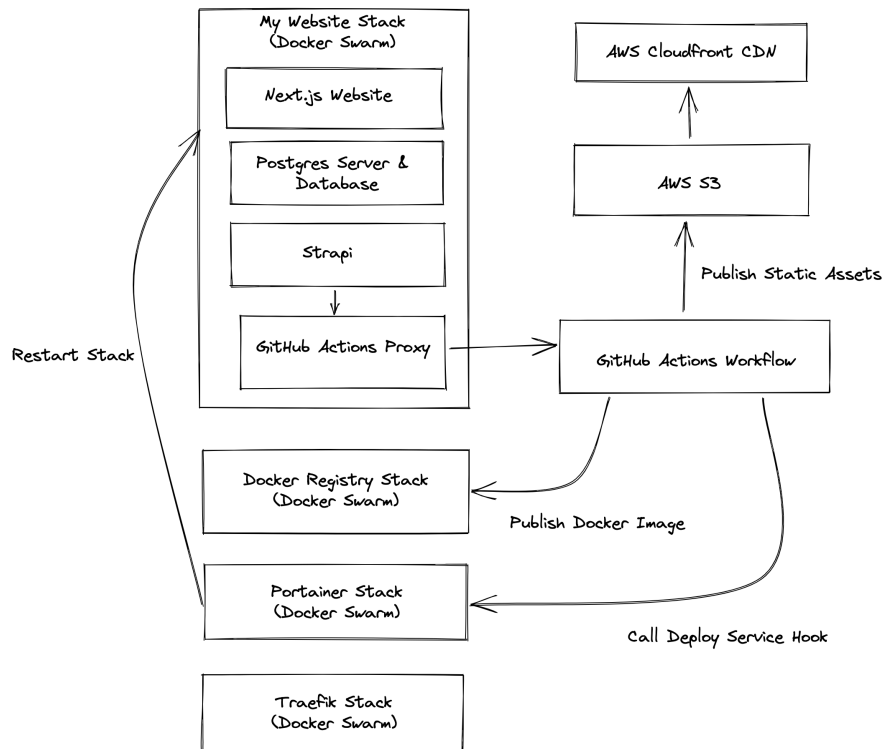 My Website Stack
(Docker Swarm)
Next.js Website
Postgres Server &
Database
Strapi
GitHub Actions Proxy
AWS Cloudfront CDN
AWS S3
Publish Static Assets
GitHub Actions Workflow
Restart Stack
Docker Registry Stack
(Docker Swarm)
Publish Docker Image
Portainer Stack
(Docker Swarm)
Call Deploy Service Hook
Traefik Stack
(Docker Swarm)